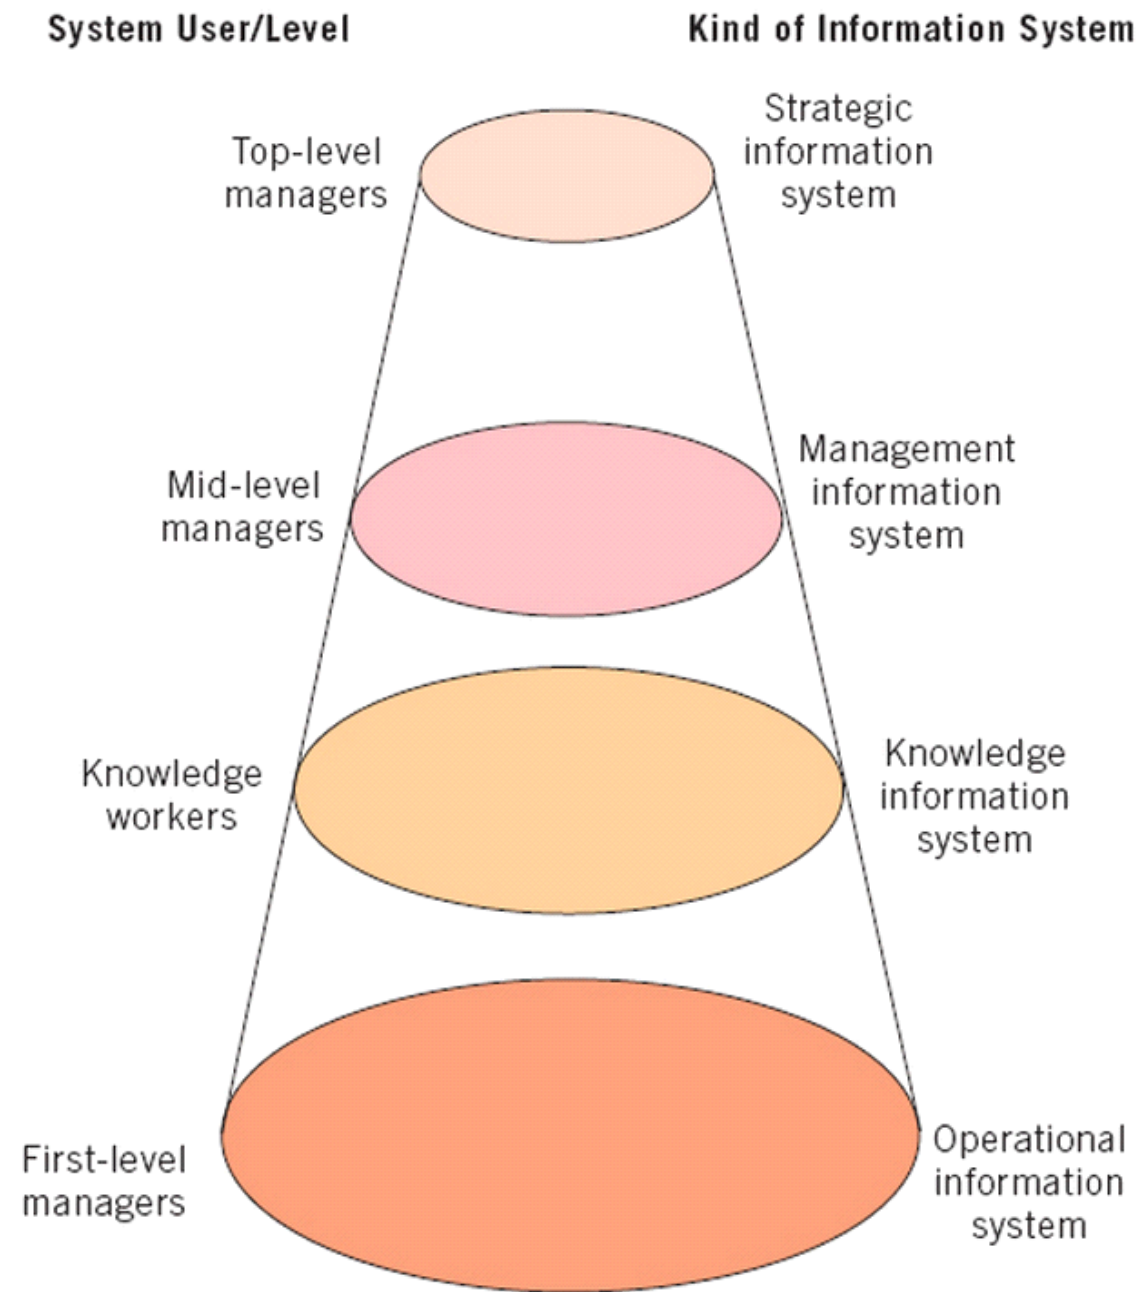 System User/Level
Kind of Information System
Top-level
managers
Strategic
information
system
Mid-level
managers
Management
information
system
Knowledge
workers
Knowledge
information
system
First-level
managers
Operational
information
system